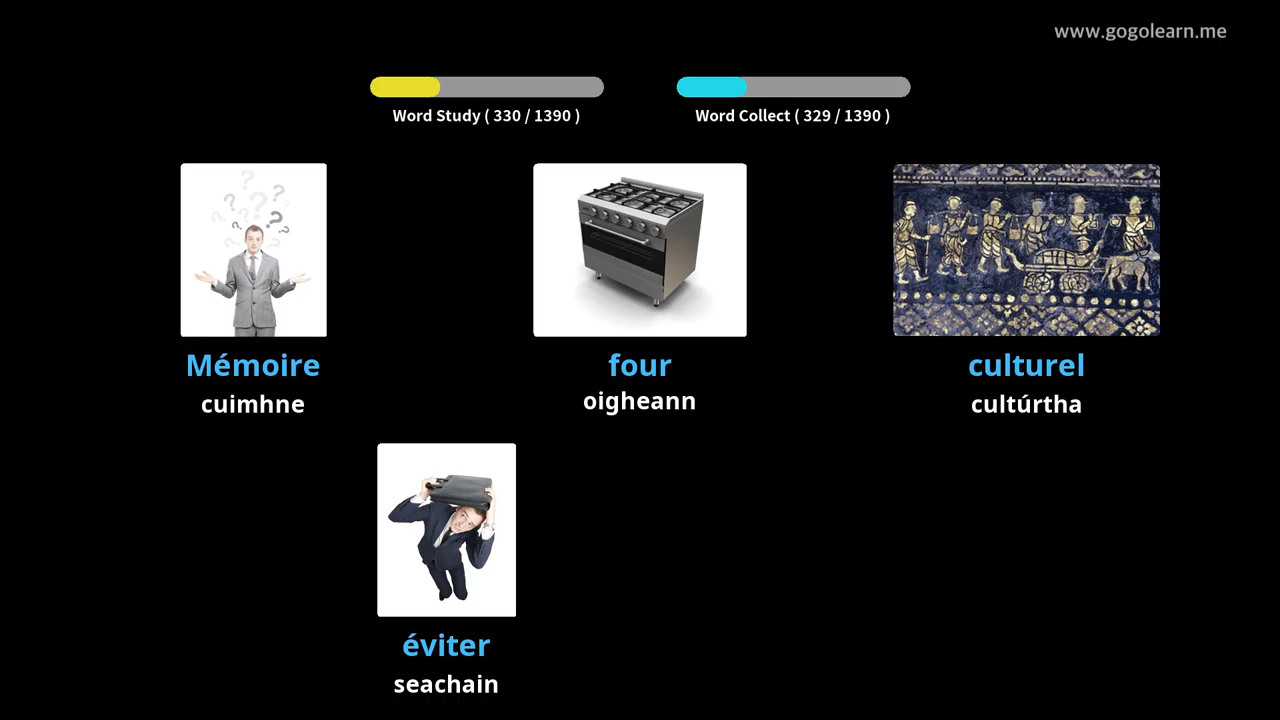 www.gogolearn.me
Word Study ( 330 / 1390 )
Word Collect ( 329 / 1390 )
Mémoire
cuimhne
four
oigheann
culturel
cultúrtha
éviter
seachain